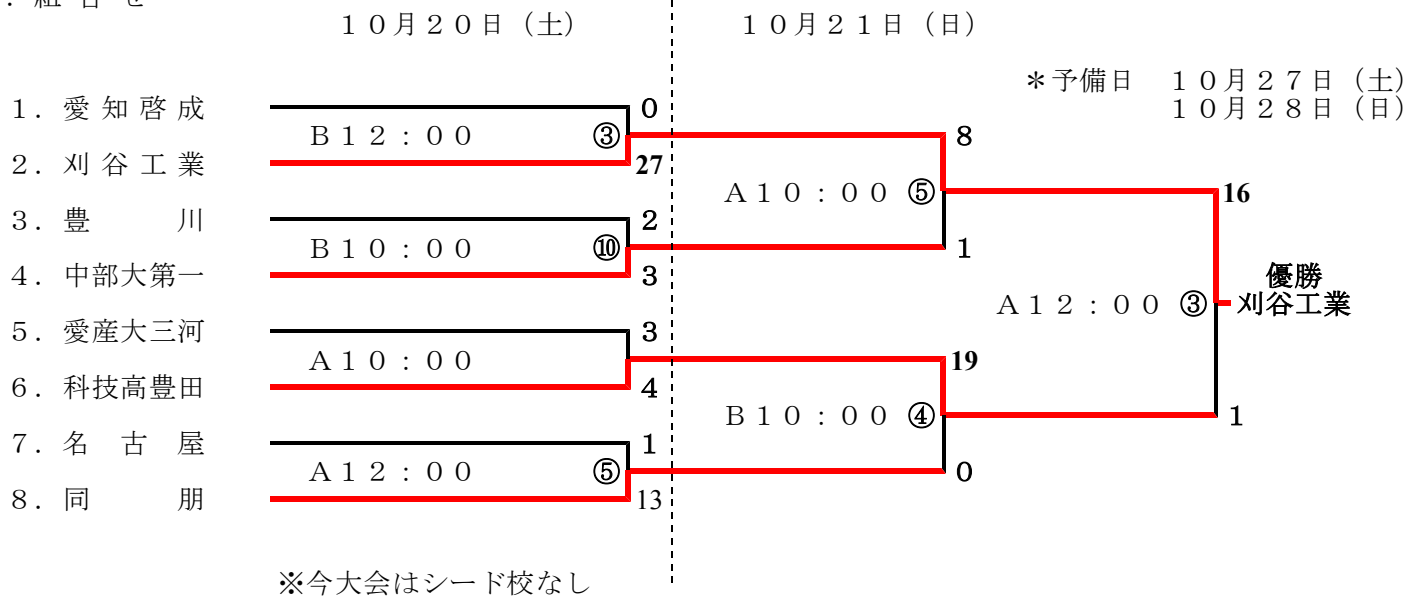 ．組 合 せ
１０月２０日（土）
１０月２１日（日）
＊予備日　１０月２７日（土）
１０月２８日（日）
１．愛 知 啓 成
0
Ｂ１２：００ ③
8
２．刈 谷 工 業
27
Ａ１０：００ ⑤
16
３．豊　　　川
2
Ｂ１０：００ ⑩
1
４．中部大第一
3
優勝
Ａ１２：００ ③
刈谷工業
５．愛産大三河
3
Ａ１０：００
19
６．科技高豊田
4
Ｂ１０：００ ④
1
７．名　古　屋
1
Ａ１２：００ ⑤
0
８．同　　　朋
13
※今大会はシード校なし